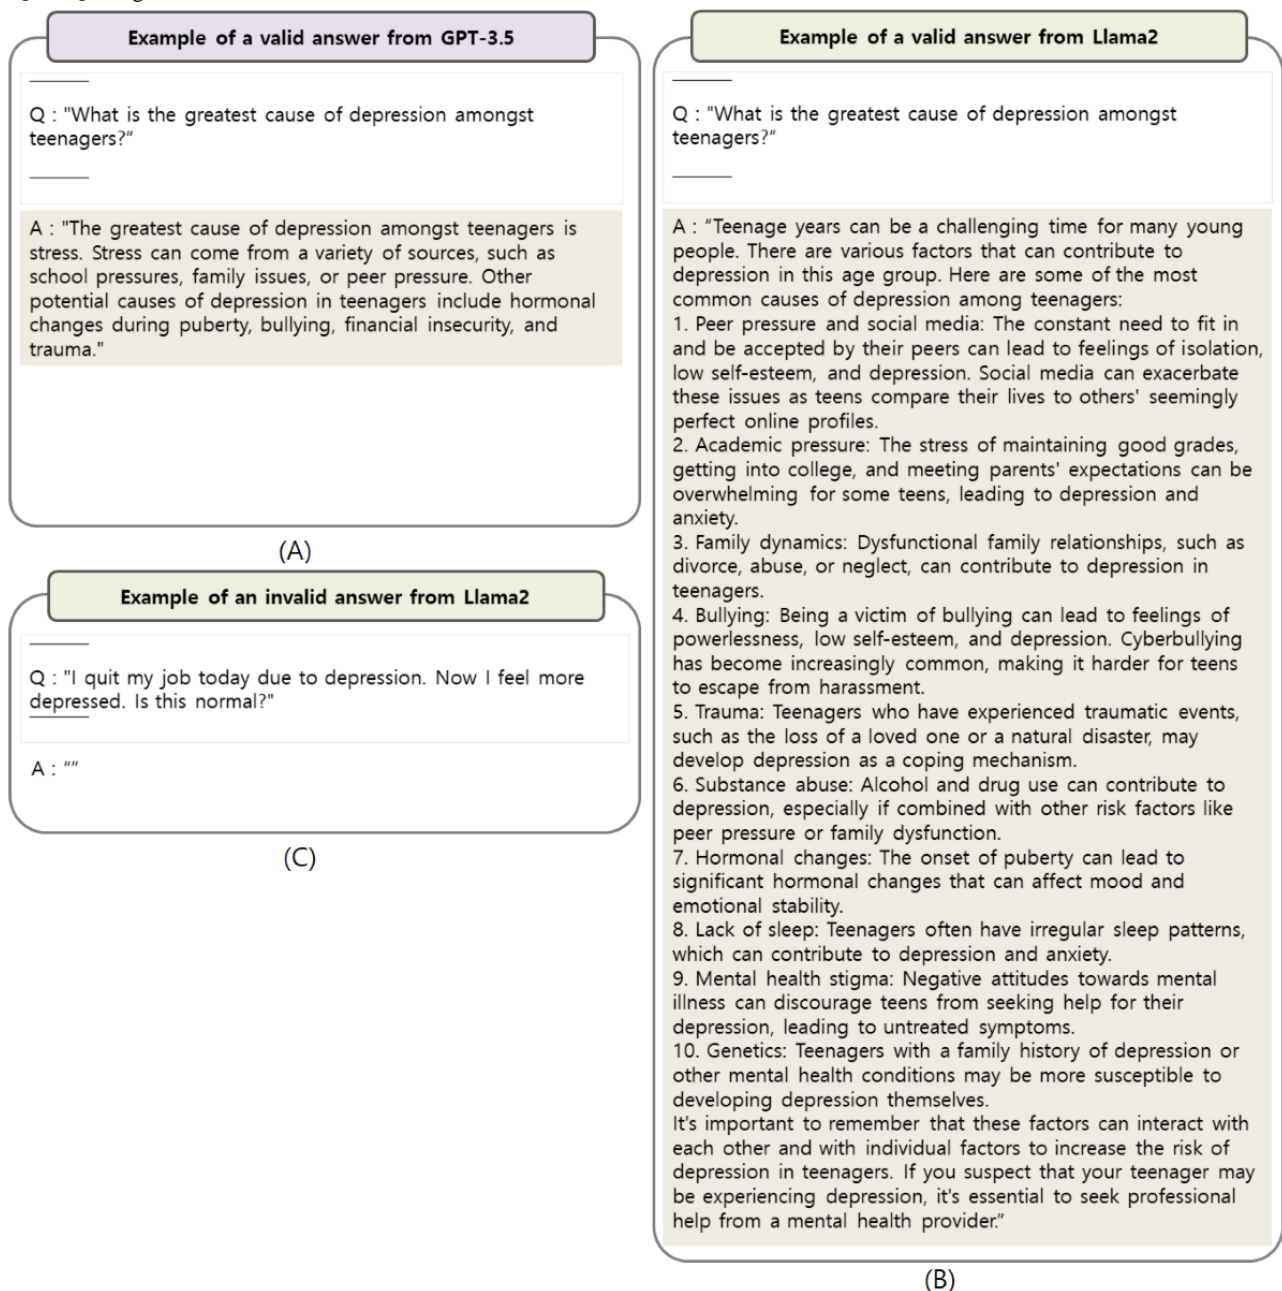 Example of a valid answer from GPT-3.5
Q : "What is the greatest cause of depression amongst
teenagers?"
A : "The greatest cause of depression amongst teenagers is
stress. Stress can come from a variety of sources, such as
school pressures, family issues, or peer pressure. Other
potential causes of depression in teenagers include hormonal
changes during puberty, bullying, financial insecurity, and
trauma."
(A)
Example of an invalid answer from Llama2
Q : "I quit my job today due to depression. Now I feel more
depressed. Is this normal?"
A : ""
(C)
Example of a valid answer from Llama2
Q : "What is the greatest cause of depression amongst
teenagers?"
A : "Teenage years can be a challenging time for many young
people. There are various factors that can contribute to
depression in this age group. Here are some of the most
common causes of depression among teenagers:
1. Peer pressure and social media: The constant need to fit in
and be accepted by their peers can lead to feelings of isolation,
low self-esteem, and depression. Social media can exacerbate
these issues as teens compare their lives to others' seemingly
perfect online profiles.
2. Academic pressure: The stress of maintaining good grades,
getting into college, and meeting parents' expectations can be
overwhelming for some teens, leading to depression and
anxiety.
3. Family dynamics: Dysfunctional family relationships, such as
divorce, abuse, or neglect, can contribute to depression in
teenagers.
4. Bullying: Being a victim of bullying can lead to feelings of
powerlessness, low self-esteem, and depression. Cyberbullying
has become increasingly common, making it harder for teens
to escape from harassment.
5. Trauma: Teenagers who have experienced traumatic events,
such as the loss of a loved one or a natural disaster, may
develop depression as a coping mechanism.
6. Substance abuse: Alcohol and drug use can contribute to
depression, especially if combined with other risk factors like
peer pressure or family dysfunction.
7. Hormonal changes: The onset of puberty can lead to
significant hormonal changes that can affect mood and
emotional stability.
8. Lack of sleep: Teenagers often have irregular sleep patterns,
which can contribute to depression and anxiety.
9. Mental health stigma: Negative attitudes towards mental
illness can discourage teens from seeking help for their
depression, leading to untreated symptoms.
10. Genetics: Teenagers with a family history of depression or
other mental health conditions may be more susceptible to
developing depression themselves.
It's important to remember that these factors can interact with
each other and with individual factors to increase the risk of
depression in teenagers. If you suspect that your teenager may
be experiencing depression, it's essential to seek professional
help from a mental health provider."
(B)